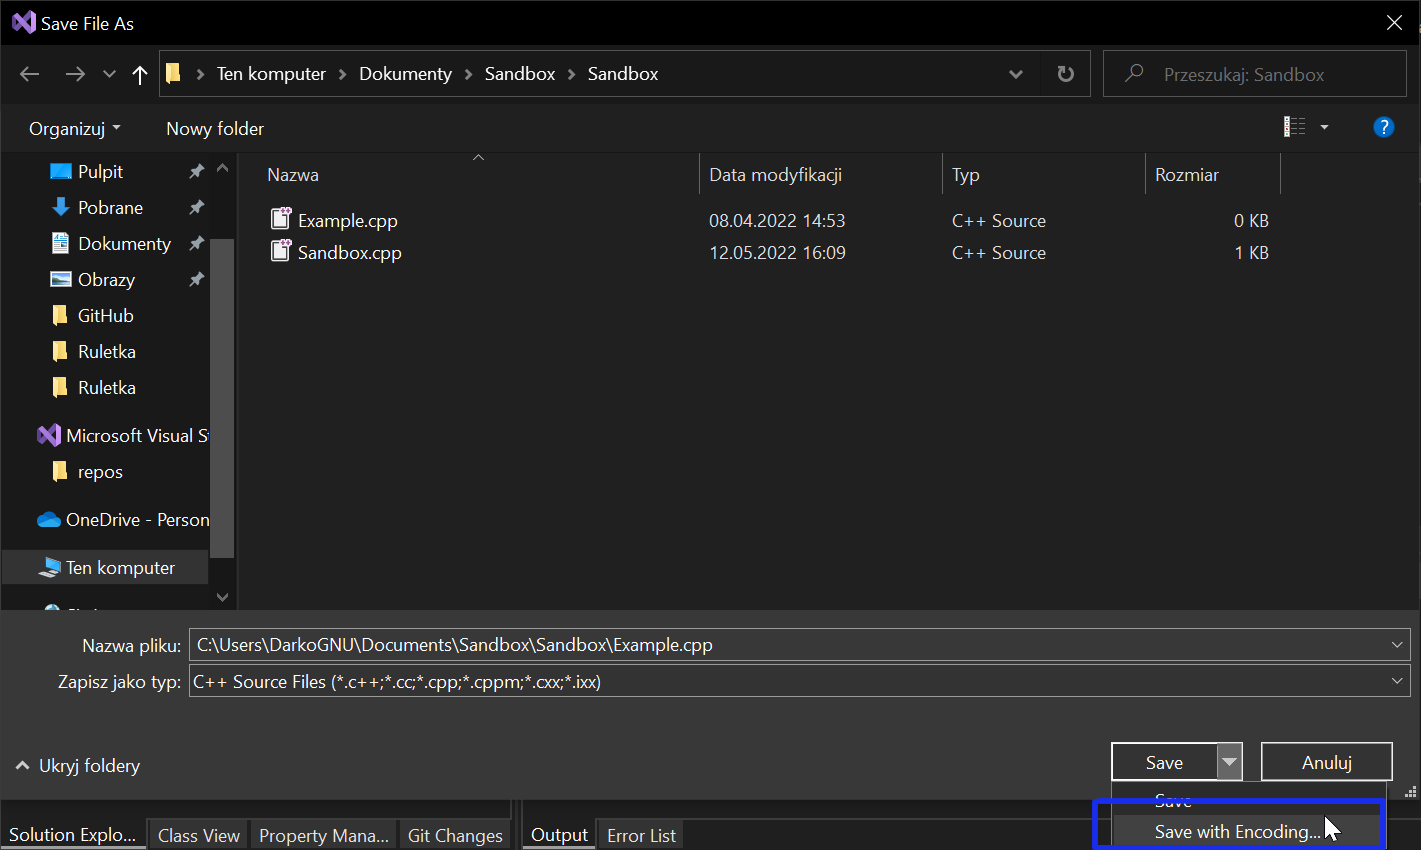 Save File As
Ten komputer Dokumenty Sandbox Sandbox
Przeszukaj: Sandbox
Organizuj Nowy folder
?
Nazwa Data modyfikacji Typ Rozmiar
Example.cpp 08.04.2022 14:53 C++ Source 0 KB
Sandbox.cpp 12.05.2022 16:09 C++ Source 1 KB
Pulpit
Pobrane
Dokumenty
Obrazy
GitHub
Ruletka
Ruletka
Microsoft Visual S
repos
OneDrive - Person
Ten komputer
Nazwa pliku: C:\Users\DarkoGNU\Documents\Sandbox\Sandbox\Example.cpp
Zapisz jako typ: C++ Source Files (*.c++;*.cc;*.cpp;*.cppm;*.cxx;*.ixx)
Ukryj foldery
Save Anuluj
Save
Save with Encoding...
Solution Explo... Class View Property Mana... Git Changes Output Error List